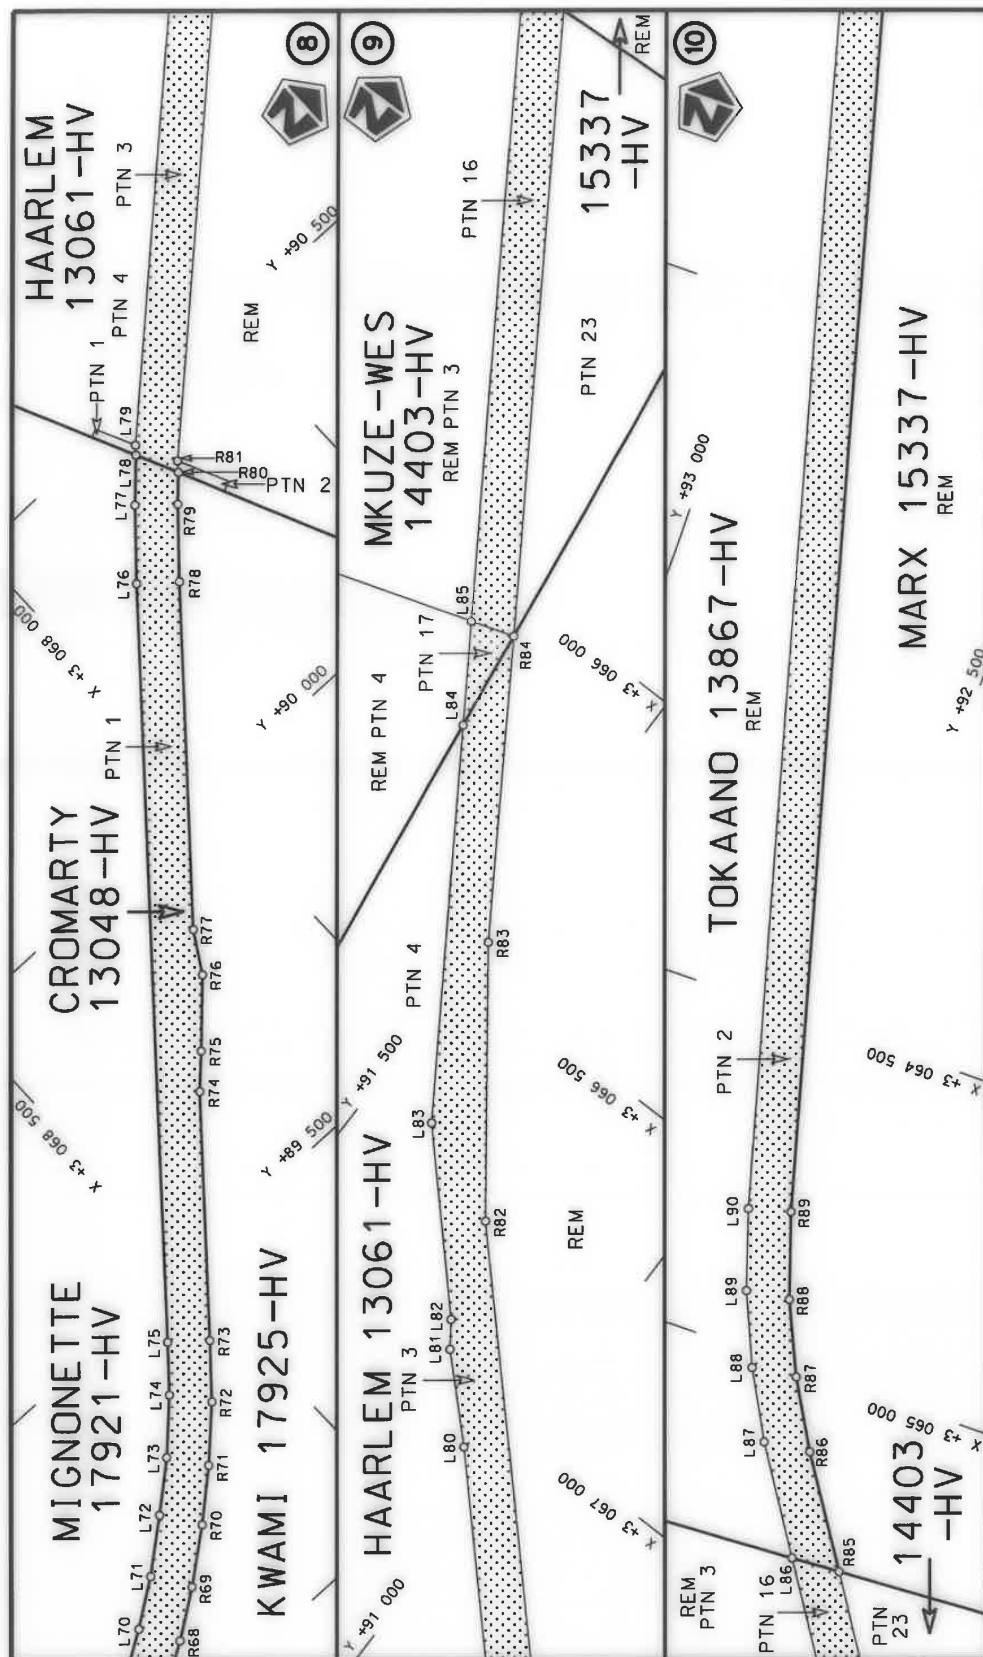 8
HAARLEM
13061-HV
PTN 3
PTN 4
PTN 1
REM
Y +90 500
L79
L78
L77
L76
R81
R80
R79
R78
PTN 2
X +3 068 000
Y +90 000
PTN 1
CROMARTY
13048-HV
R77
R76
R75
R74
X +3 068 500
Y +89 500
MIGNONETTE
17921-HV
KWAMI 17925-HV
L75
L74
L73
L72
L71
L70
R73
R72
R71
R70
R69
R68
9
REM
15337
-HV
PTN 16
PTN 23
MKUZE-WES
14403-HV
REM PTN 3
L85
PTN 17
L84
R84
REM PTN 4
X +3 066 000
R83
PTN 4
Y +91 500
X +3 066 500
L83
R82
HAARLEM 13061-HV
PTN 3
REM
L82
L81
L80
X +3 067 000
Y +91 000
10
MARX 15337-HV
REM
Y +93 000
TOKAANO 13867-HV
REM
Y +92 500
PTN 2
X +3 064 500
L90
L89
L88
L87
L86
R89
R88
R87
R86
R85
X +3 065 000
14403
-HV
REM
PTN 3
PTN 16
PTN
23